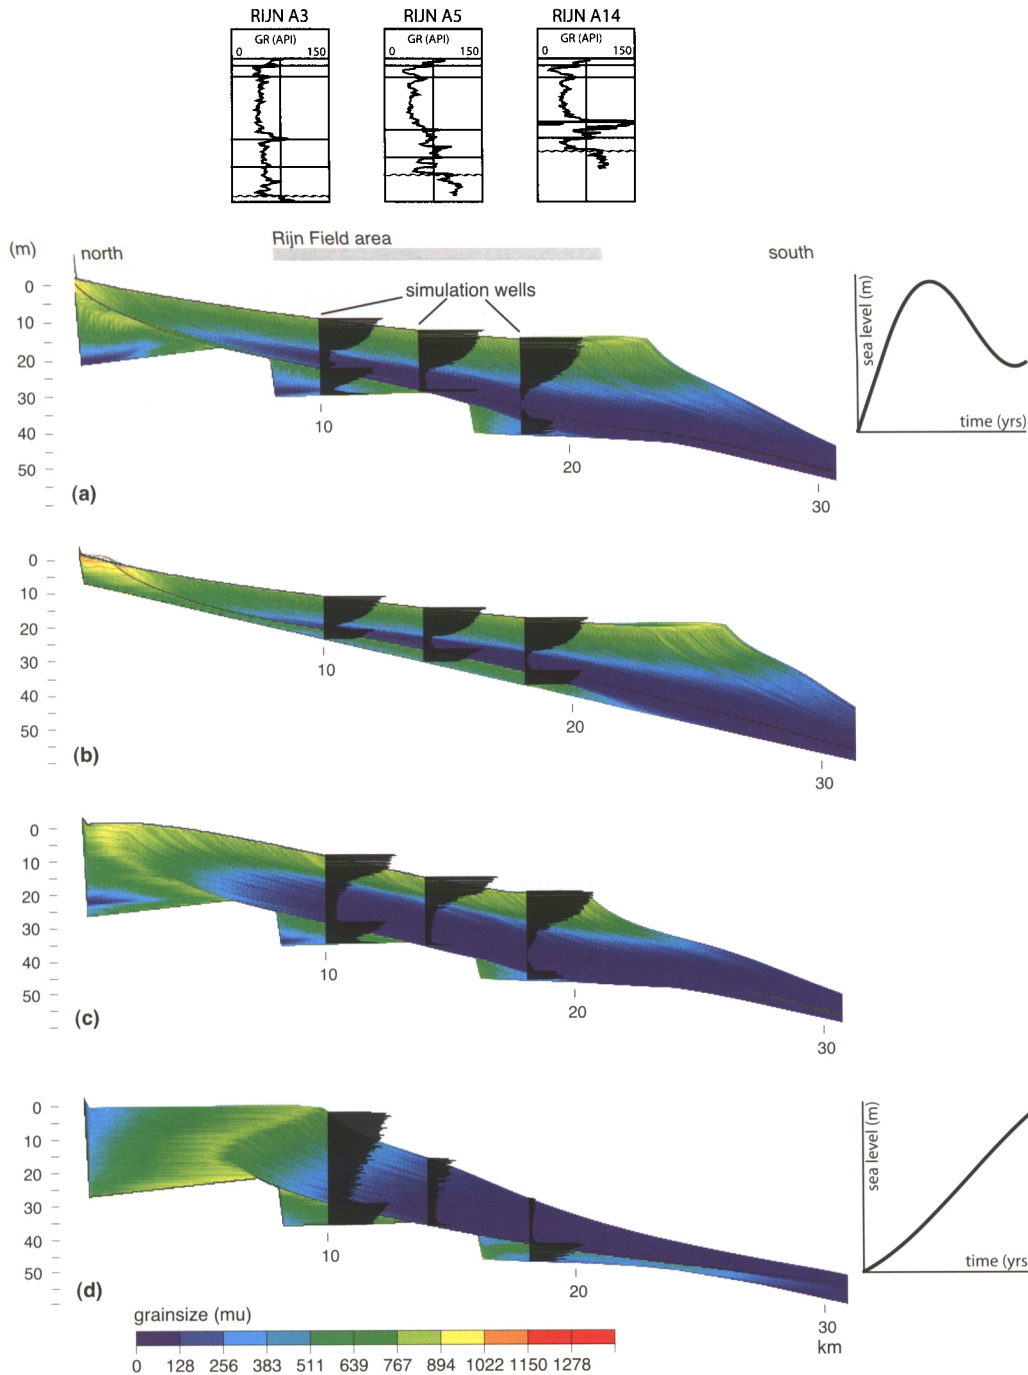 RIJN A3 RIJN A5 RIJN A14
GR (API) GR (API) GR (API)
0 150 0 150 0 150
Rijn Field area
(m) north south
simulation wells
0
10
20
30
40
50
10
20
30
(a)
sea level (m)
time (yrs)
0
10
20
30
40
50
10
20
30
(b)
0
10
20
30
40
50
10
20
30
(c)
0
10
20
30
40
50
10
20
30
km
(d)
sea level (m)
time (yrs
grainsize (mu)
0 128 256 383 511 639 767 894 1022 1150 1278